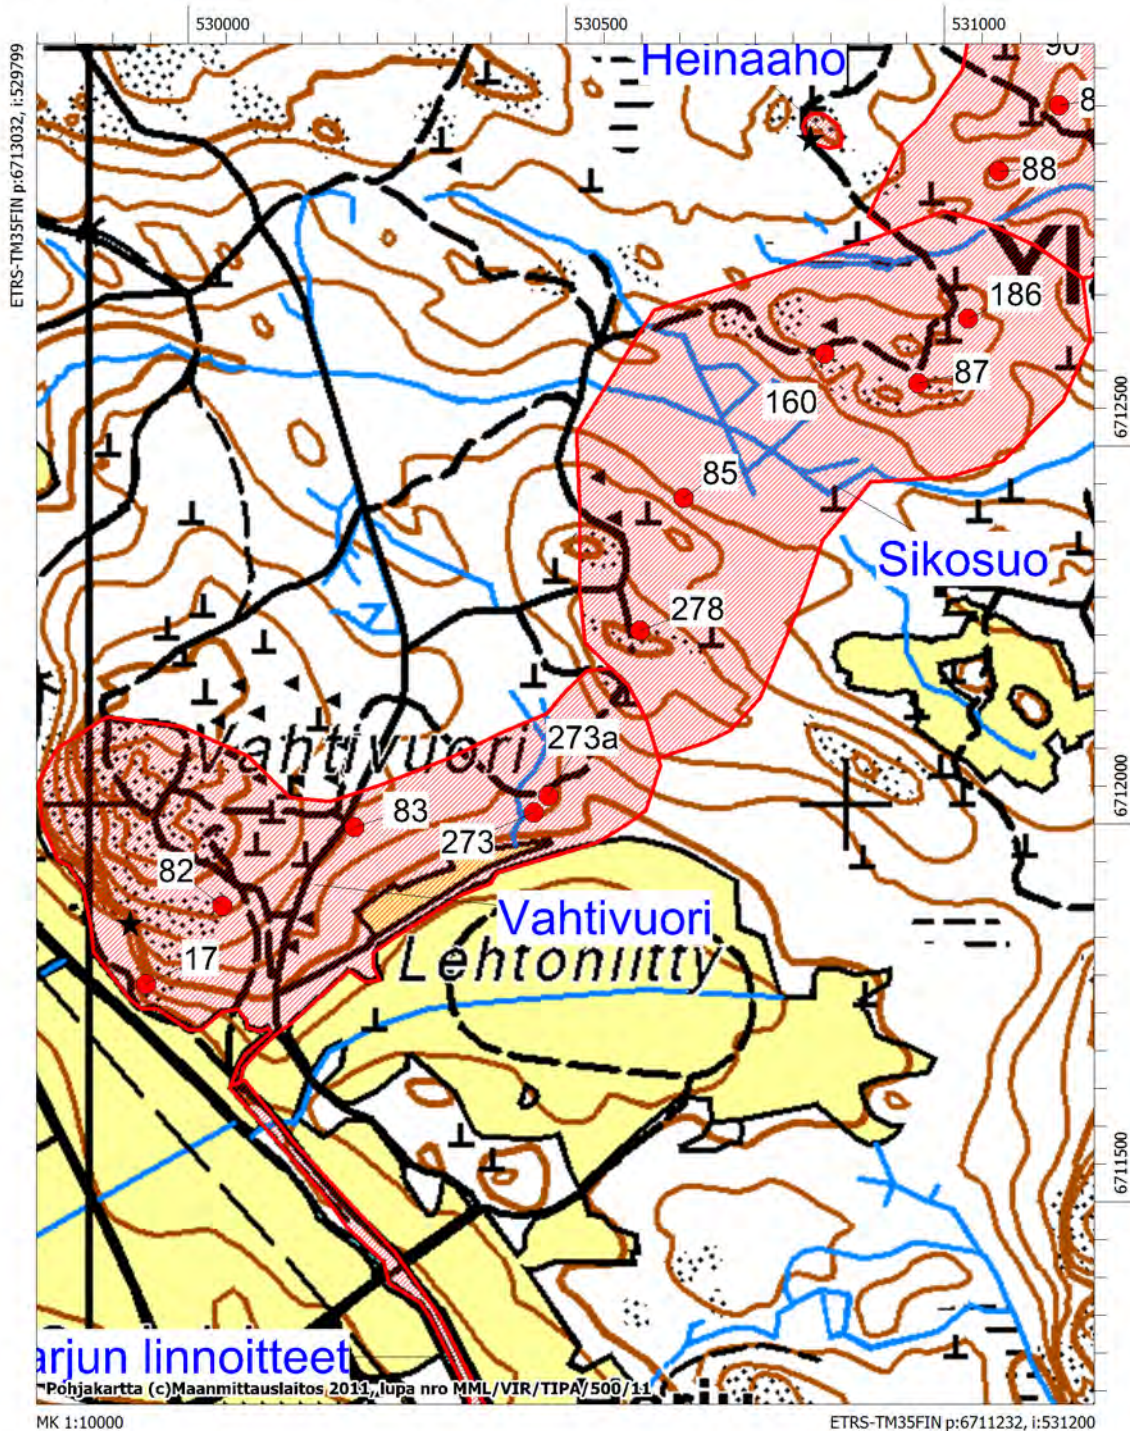 530000
530500
531000
ETRS-TM35FIN p:6713032, i:529799
Heinaaho
90
8
88
186
87
160
6712500
85
Sikosuo
278
Vahtivuori
273a
6712000
83
273
82
Vahtivuori
17
Lehtoniitty
6711500
arjun linnoitteet
Pohjakartta (c)Maanmittauslaitos 2011, lupa nro MML/VIR/TIPA/500/11
MK 1:10000
ETRS-TM35FIN p:6711232, i:531200